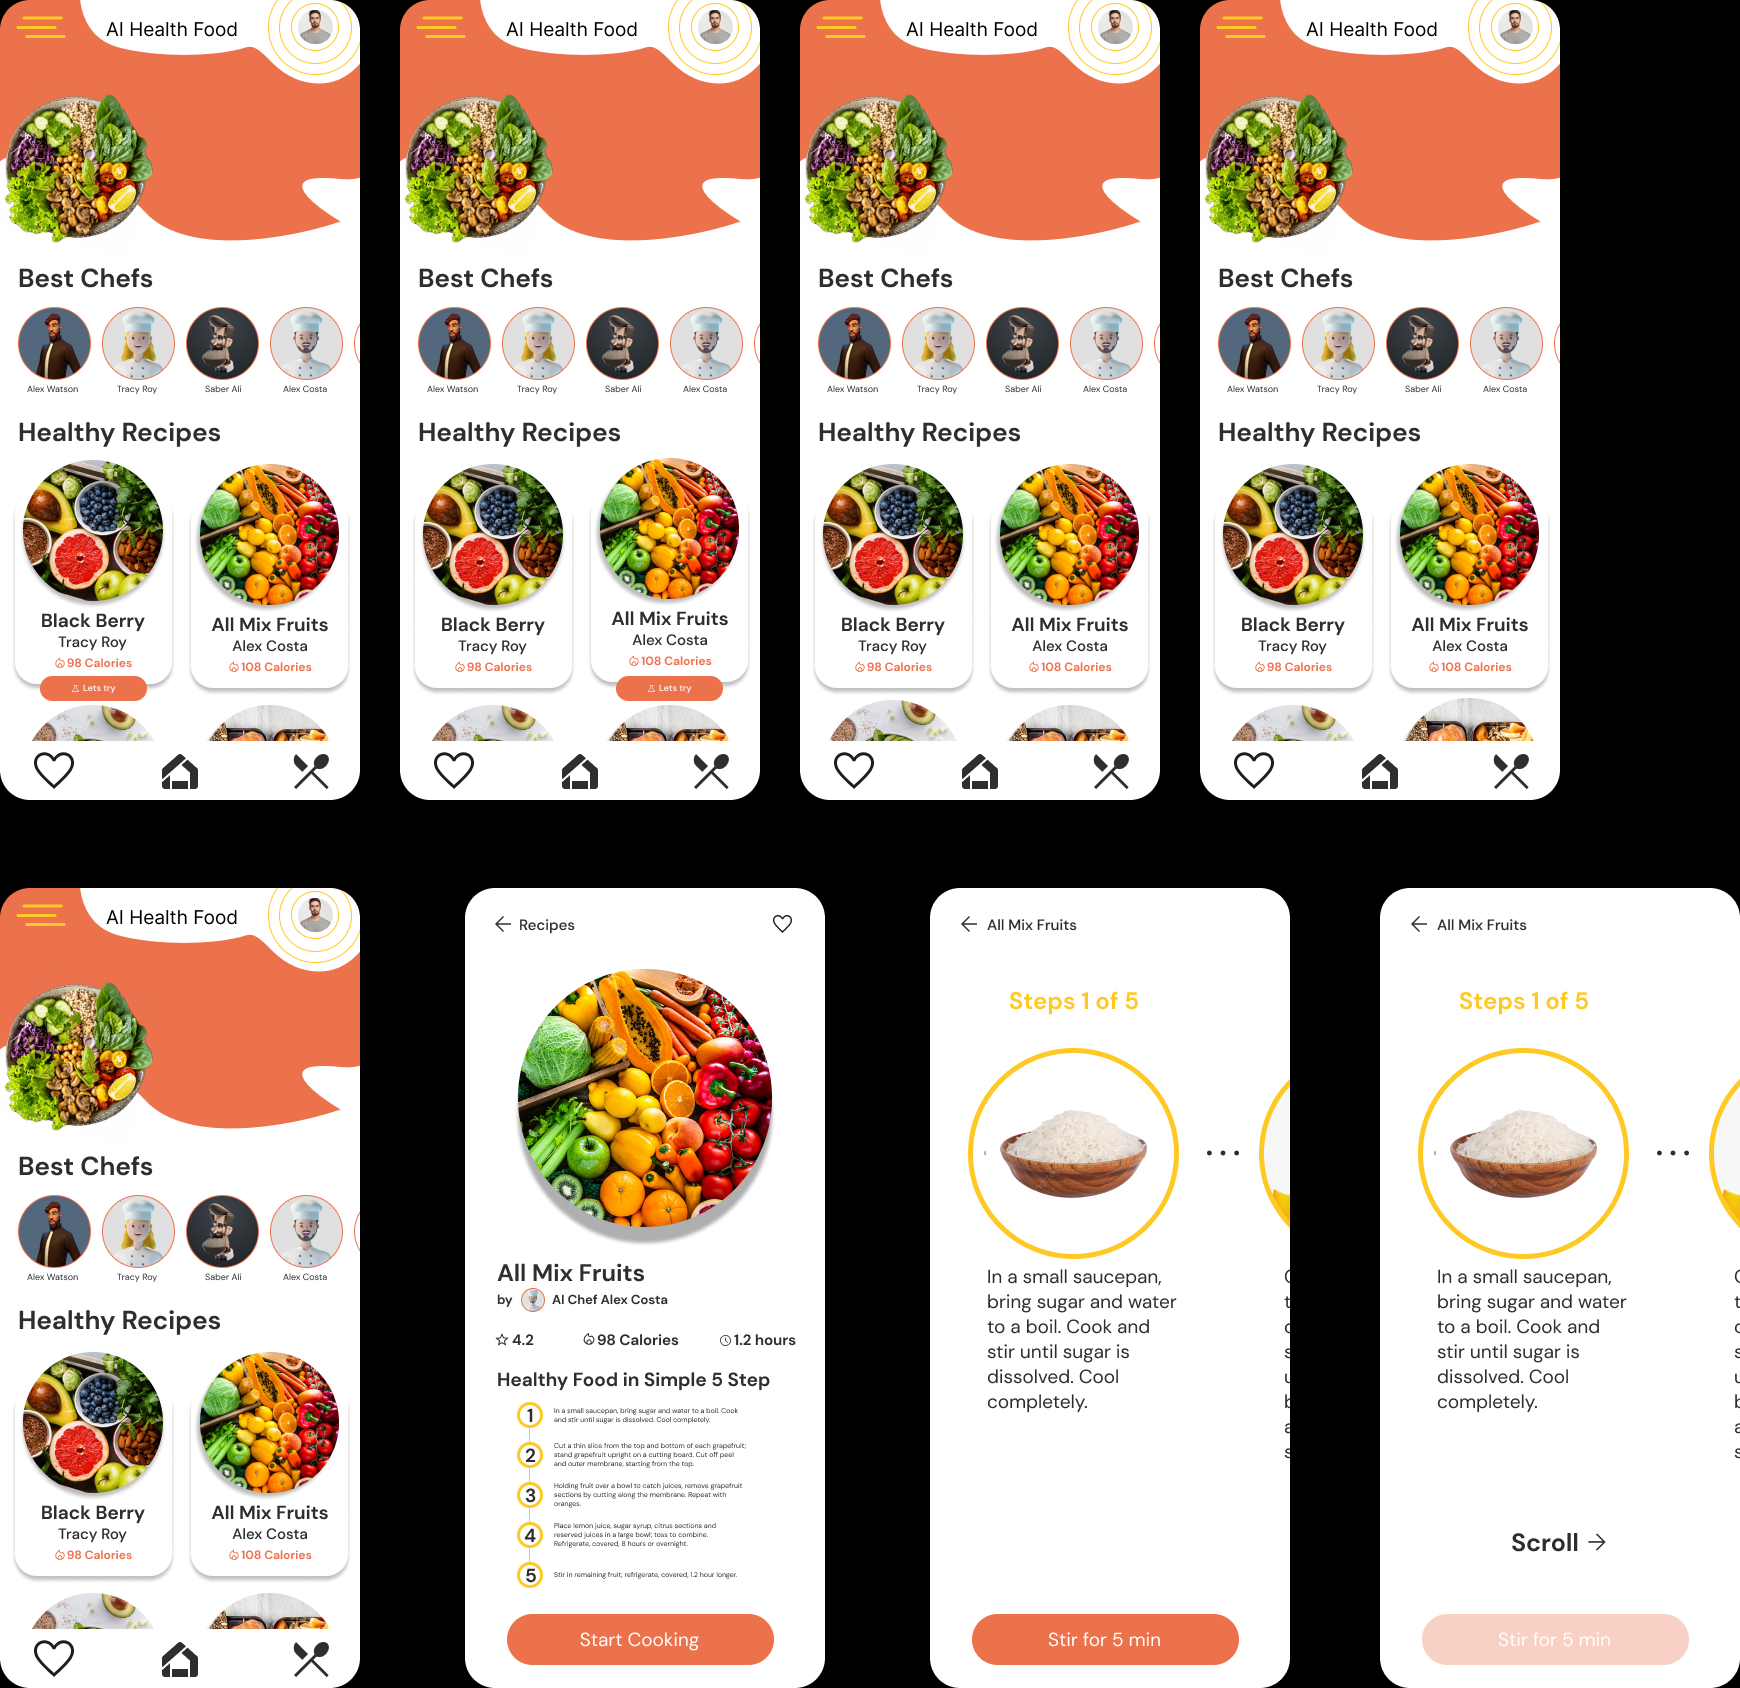 AI Health Food
Best Chefs
Alex Watson
Tracy Roy
Saber Ali
Alex Costa
Healthy Recipes
Black Berry
Tracy Roy
98 Calories
Lets try
All Mix Fruits
Alex Costa
108 Calories
AI Health Food
Best Chefs
Alex Watson
Tracy Roy
Saber Ali
Alex Costa
Healthy Recipes
Black Berry
Tracy Roy
98 Calories
All Mix Fruits
Alex Costa
108 Calories
Lets try
AI Health Food
Best Chefs
Alex Watson
Tracy Roy
Saber Ali
Alex Costa
Healthy Recipes
Black Berry
Tracy Roy
98 Calories
All Mix Fruits
Alex Costa
108 Calories
AI Health Food
Best Chefs
Alex Watson
Tracy Roy
Saber Ali
Alex Costa
Healthy Recipes
Black Berry
Tracy Roy
98 Calories
All Mix Fruits
Alex Costa
108 Calories
AI Health Food
Best Chefs
Alex Watson
Tracy Roy
Saber Ali
Alex Costa
Healthy Recipes
Black Berry
Tracy Roy
98 Calories
All Mix Fruits
Alex Costa
108 Calories
Recipes
All Mix Fruits
by AI Chef Alex Costa
4.2 98 Calories 1.2 hours
Healthy Food in Simple 5 Step
1
In a small saucepan, bring sugar and water to a boil. Cook
and stir until sugar is dissolved. Cool completely.
2
Cut a thin slice from the top and bottom of each grapefruit;
stand grapefruit upright on a cutting board. Cut off peel
and outer membrane, starting from the top.
3
Holding fruit over a bowl to catch juices, remove grapefruit
sections by cutting along the membrane. Repeat with
oranges.
4
Place lemon juice, sugar syrup, citrus sections and
reserved juices in a large bowl; toss to combine.
Refrigerate, covered, 8 hours or overnight.
5
Stir in remaining fruit; refrigerate, covered, 1.2 hour longer.
Start Cooking
All Mix Fruits
Steps 1 of 5
In a small saucepan,
bring sugar and water
to a boil. Cook and
stir until sugar is
dissolved. Cool
completely.
Stir for 5 min
All Mix Fruits
Steps 1 of 5
In a small saucepan,
bring sugar and water
to a boil. Cook and
stir until sugar is
dissolved. Cool
completely.
Scroll
Stir for 5 min